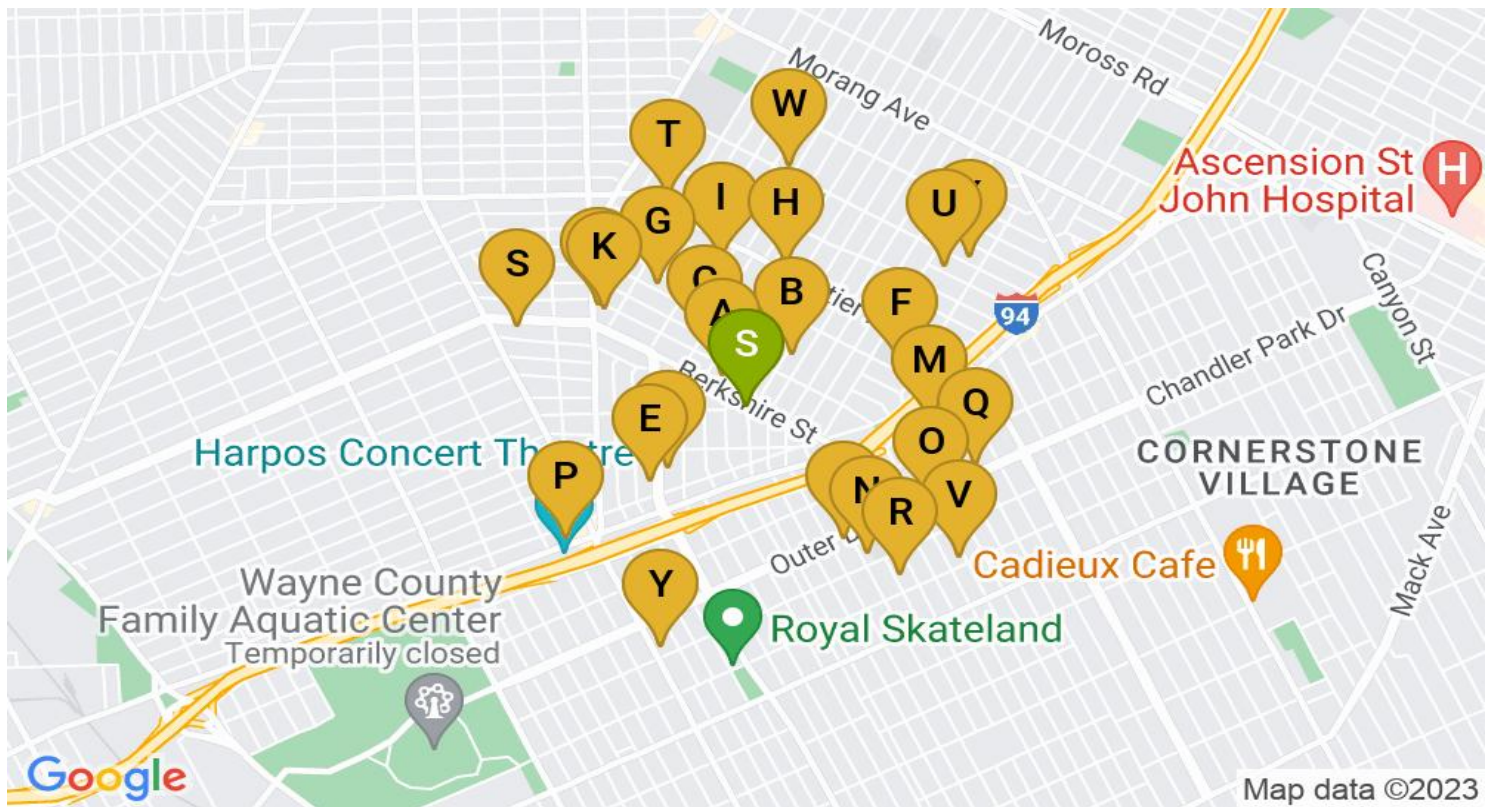 Moross Rd
Morang Ave
W
T
Ascension St
John Hospital
H
I
H
U
G
S
K
B
F
A
S
94
Canyon St
Chandler Park Dr
M
Berkshire St
Q
E
O
Harpos Concert Theatre
CORNERSTONE
VILLAGE
P
N
R
V
Outer
Cadieux Cafe
Mack Ave
Wayne County
Family Aquatic Center
Temporarily closed
Y
Royal Skateland
Google
Map data ©2023